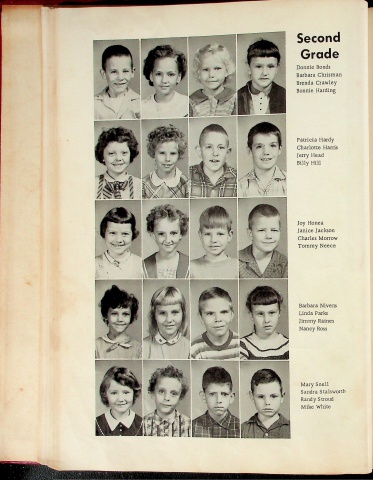 Second
Grade
Donnie Bonds
Barbara Chrisman
Brenda Crawley
Bonnie Harding
Patricia Hardy
Charlotte Harris
Jerry Head
Billy Hill
Joy Honea
Janice Jackson
Charles Morrow
Tommy Neece
Barbara Nivens
Linda Parks
Jimmy Raines
Nancy Ross
Mary Snell
Sandra Stalsworth
Randy Stroud
Mike White